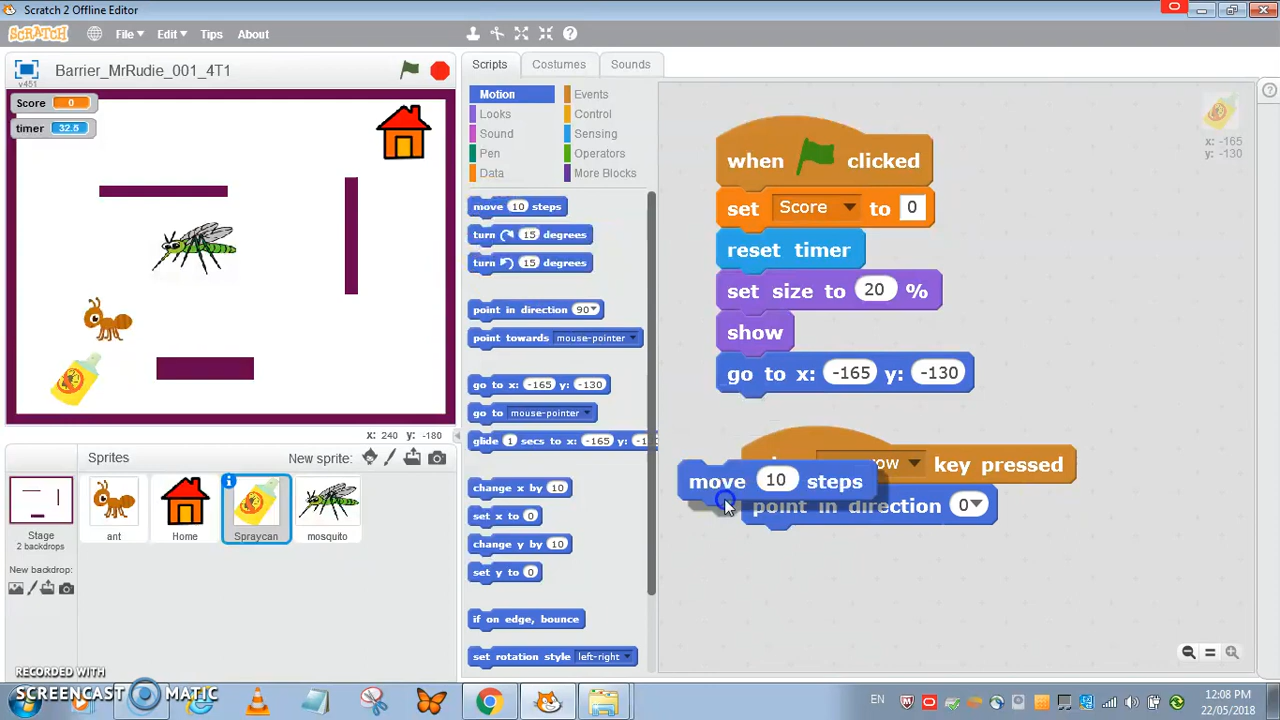 Scratch 2 Offline Editor
SCRATCH File Edit Tips About
v451 Barrier_MrRudie_001_4T1
Score 0
timer 32.5
x: 240 y: -180
Sprites New sprite:
Stage
2 backdrops
New backdrop:
ant Home Spraycan mosquito
Scripts Costumes Sounds
Motion Events
Looks Control
Sound Sensing
Pen Operators
Data More Blocks
move 10 steps
turn 15 degrees
turn 15 degrees
point in direction 90
point towards mouse-pointer
go to x: -165 y: -130
go to mouse-pointer
glide 1 secs to x: -165 y:
change x by 10
set x to 0
change y by 10
set y to 0
if on edge, bounce
set rotation style left-right
when clicked
set Score to 0
reset timer
set size to 20 %
show
go to x: -165 y: -130
key pressed
move 10 steps
point in direction 0
x: -165
y: -130
RECORDED WITH
SCREENCAST MATIC
EN
12:08 PM
22/05/2018